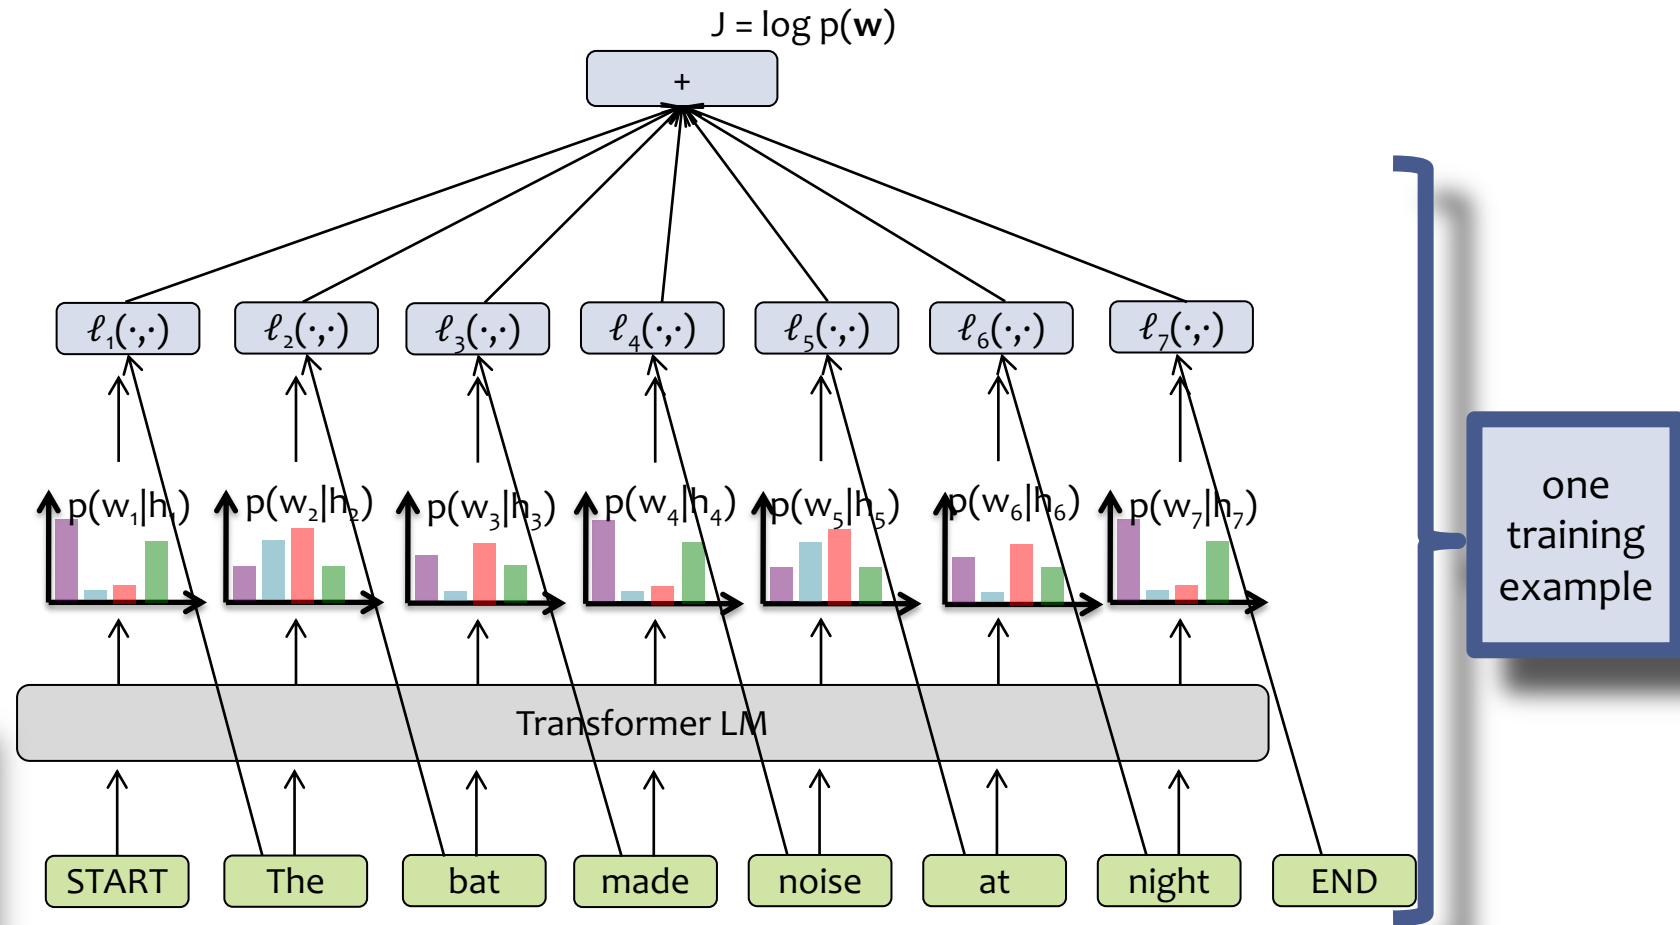 J = log p(w)
+
ℓ₁(·,·) ℓ₂(·,·) ℓ₃(·,·) ℓ₄(·,·) ℓ₅(·,·) ℓ₆(·,·) ℓ₇(·,·)
p(w₁|h₁) p(w₂|h₂) p(w₃|h₃) p(w₄|h₄) p(w₅|h₅) p(w₆|h₆) p(w₇|h₇)
Transformer LM
START The bat made noise at night END
one
training
example